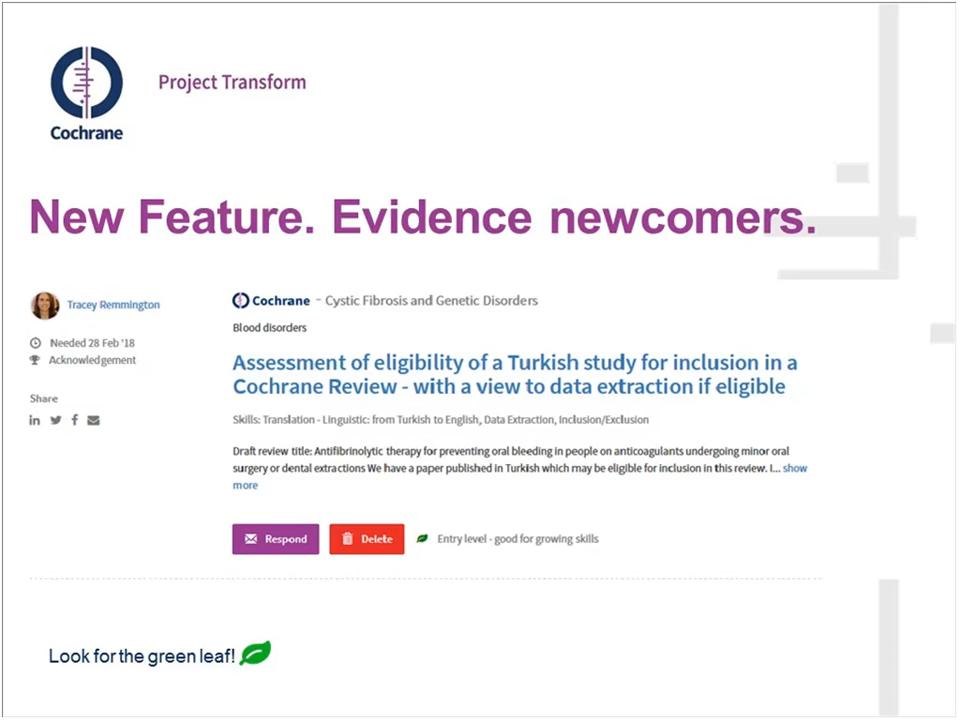 Cochrane
Project Transform
New Feature. Evidence newcomers.
Tracey Remmington
Needed 28 Feb '18
Acknowledgement
Share
Cochrane - Cystic Fibrosis and Genetic Disorders
Blood disorders
Assessment of eligibility of a Turkish study for inclusion in a
Cochrane Review - with a view to data extraction if eligible
Skills: Translation - Linguistic: from Turkish to English, Data Extraction, Inclusion/Exclusion
Draft review title: Antifibrinolytic therapy for preventing oral bleeding in people on anticoagulants undergoing minor oral
surgery or dental extractions We have a paper published in Turkish which may be eligible for inclusion in this review. I... show
more
Respond
Delete
Entry level - good for growing skills
Look for the green leaf!